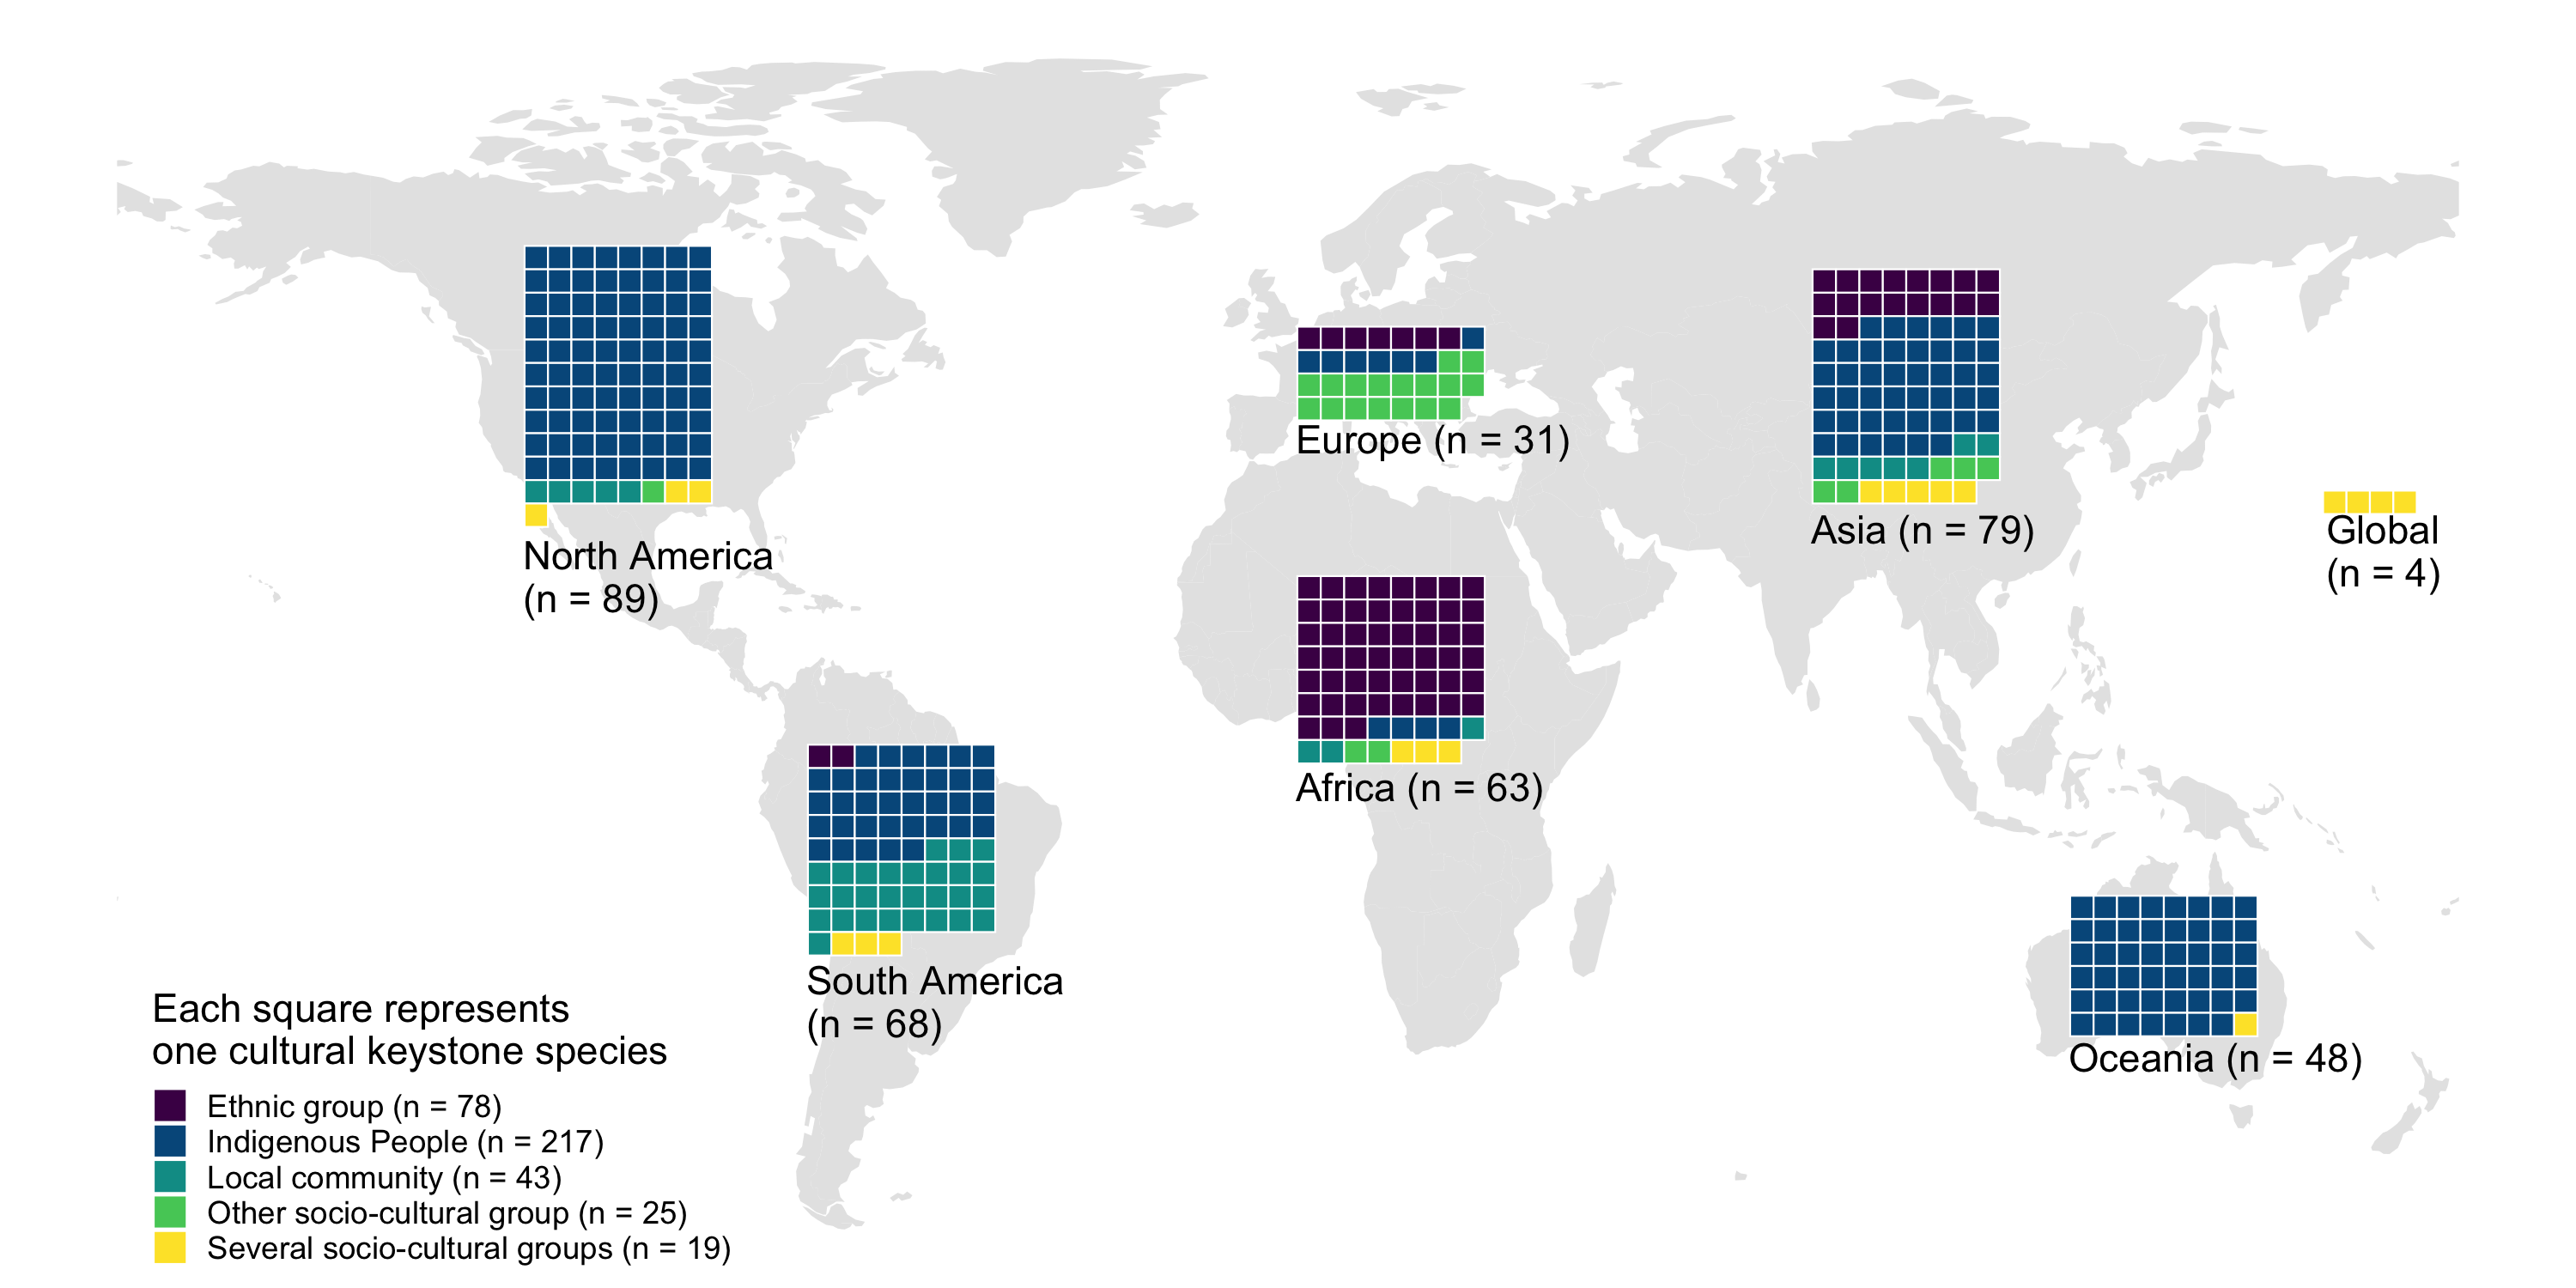 Europe (n = 31)
Asia (n = 79)
Global
(n = 4)
North America
(n = 89)
Africa (n = 63)
South America
(n = 68)
Oceania (n = 48)
Each square represents
one cultural keystone species
Ethnic group (n = 78)
Indigenous People (n = 217)
Local community (n = 43)
Other socio-cultural group (n = 25)
Several socio-cultural groups (n = 19)